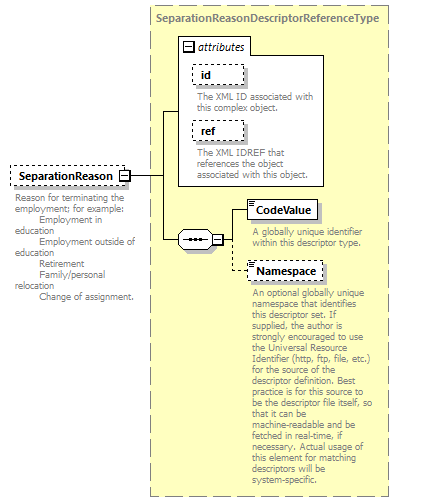 SeparationReasonDescriptorReferenceType
attributes
id
The XML ID associated with
this complex object.
ref
The XML IDREF that
references the object
associated with this object.
SeparationReason
Reason for terminating the
employment; for example:
Employment in
education
Employment outside of
education
Retirement
Family/personal
relocation
Change of assignment.
CodeValue
A globally unique identifier
within this descriptor type.
Namespace
An optional globally unique
namespace that identifies
this descriptor set. If
supplied, the author is
strongly encouraged to use
the Universal Resource
Identifier (http, ftp, file, etc.)
for the source of the
descriptor definition. Best
practice is for this source to
be the descriptor file itself, so
that it can be
machine-readable and be
fetched in real-time, if
necessary. Actual usage of
this element for matching
descriptors will be
system-specific.